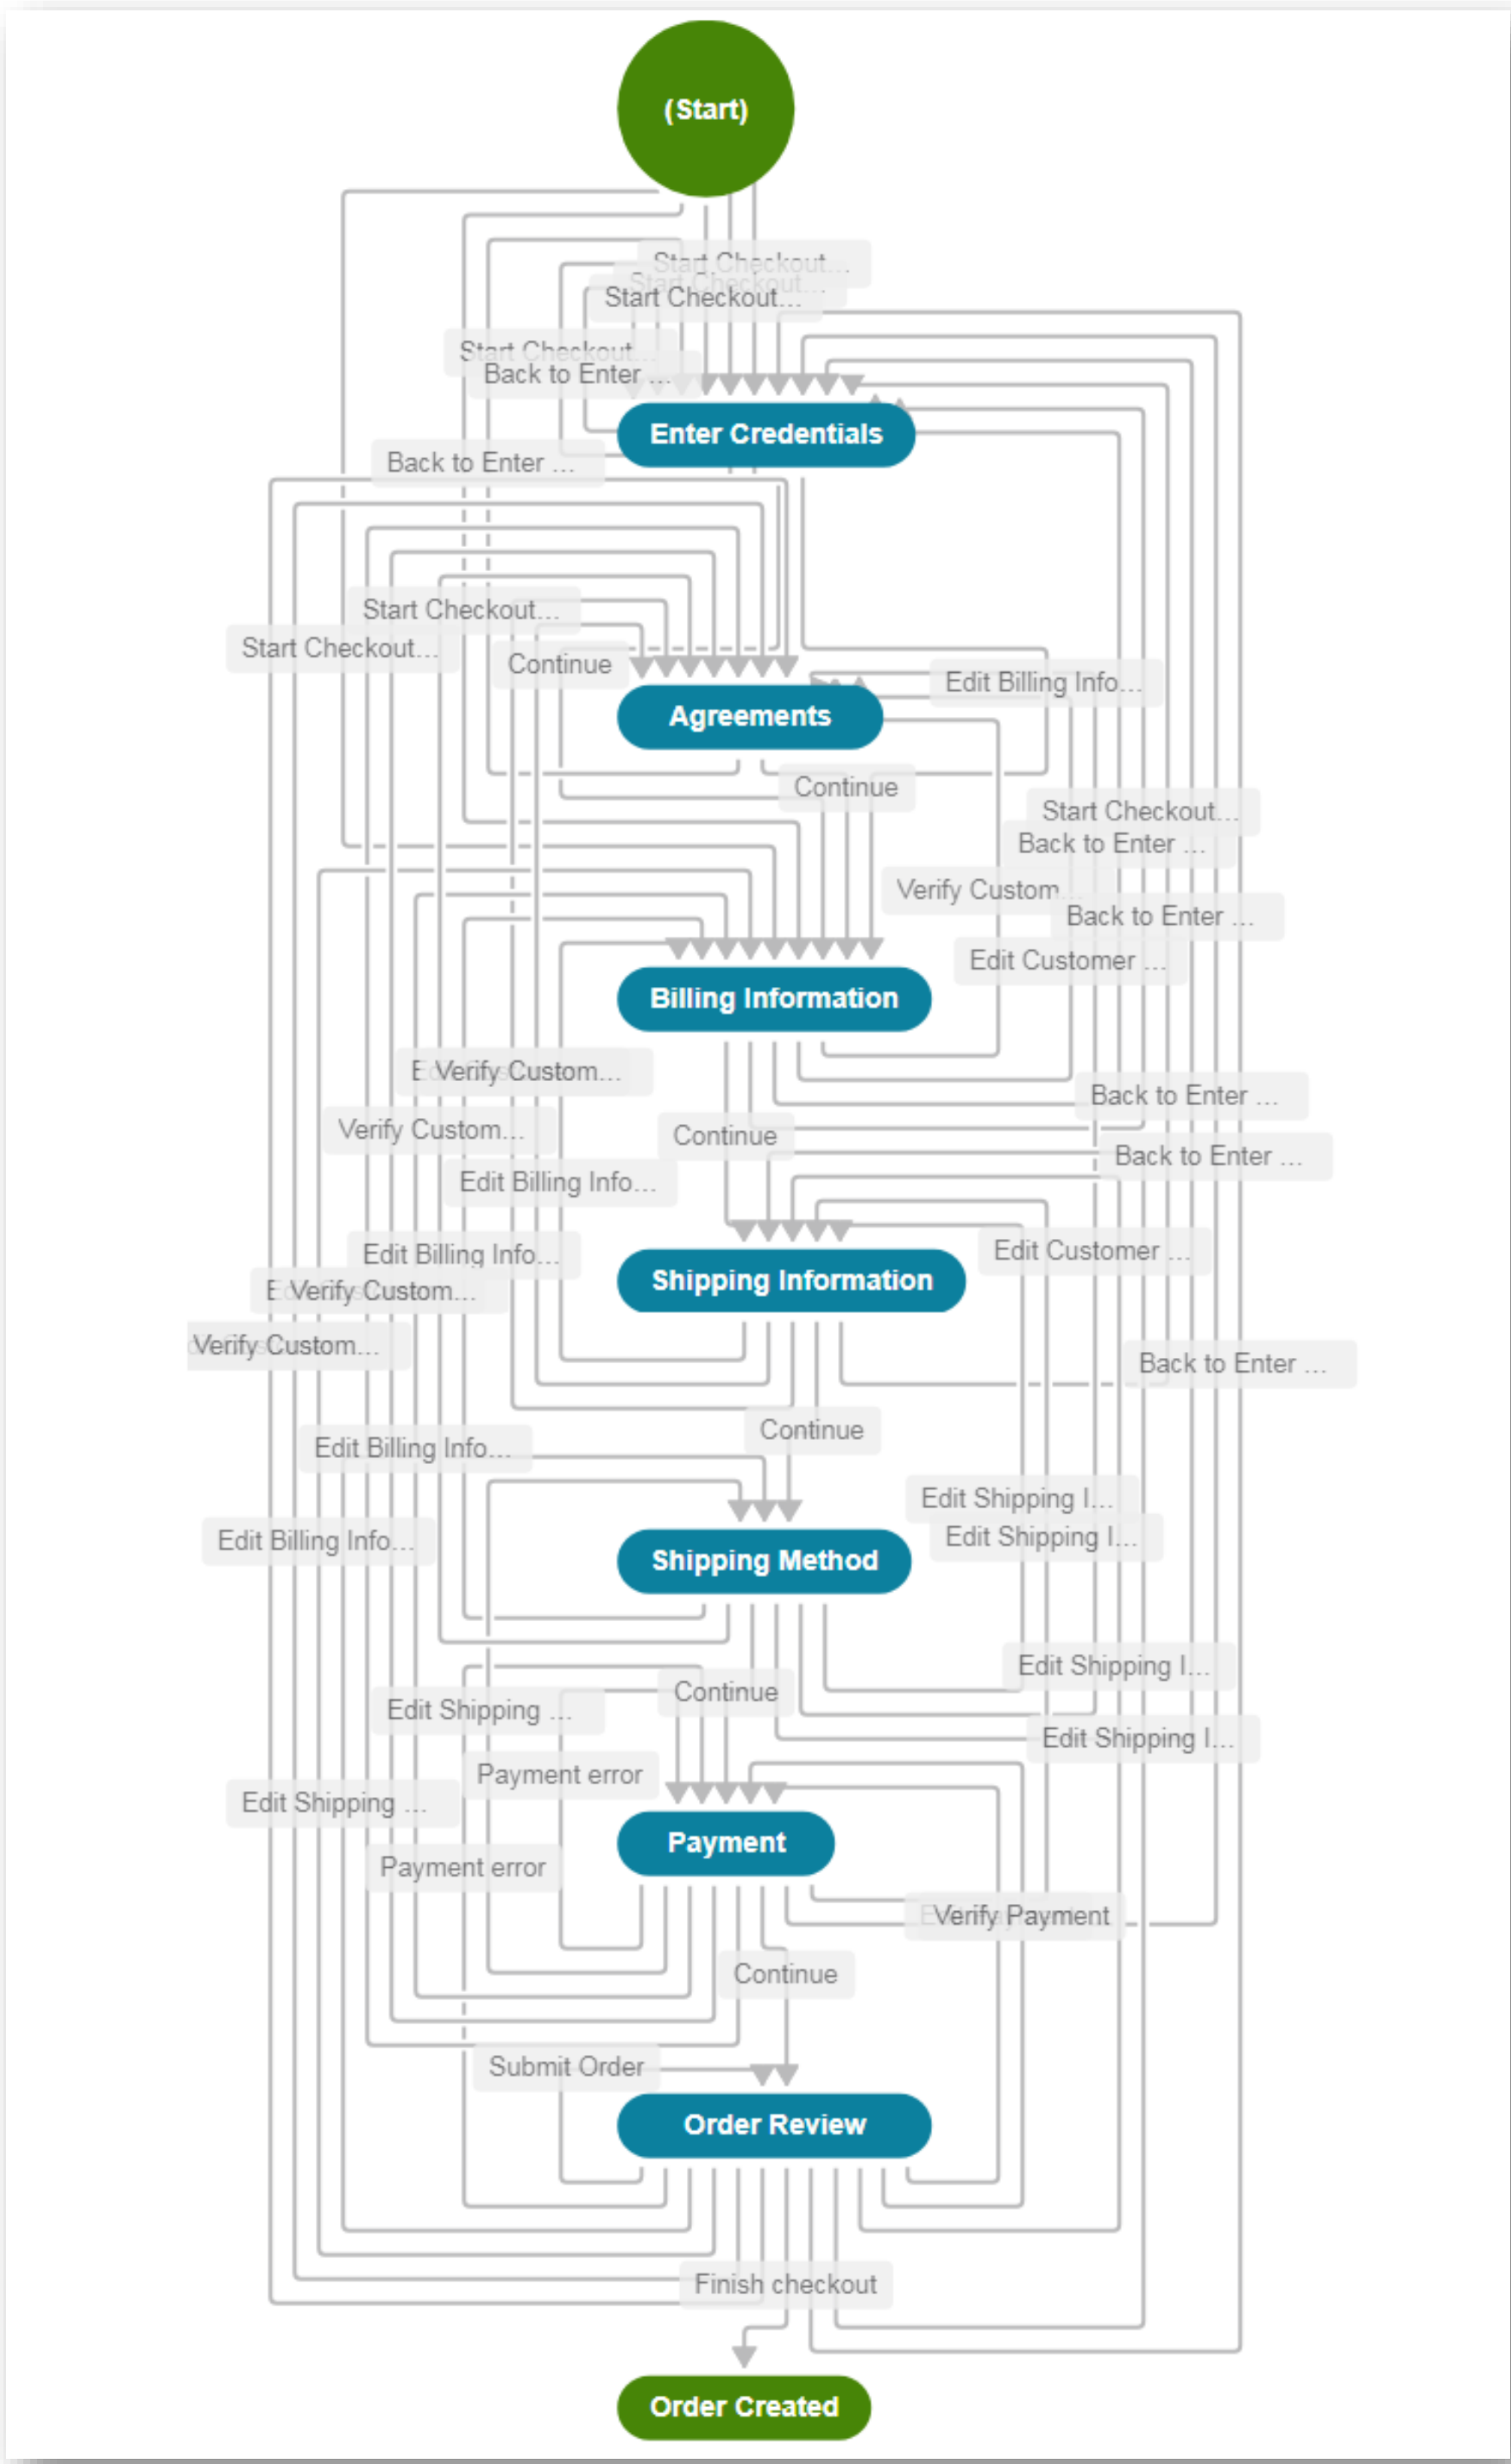 (Start)
Start Checkout...
Start Checkout...
Start Checkout...
Start Checkout...
Back to Enter ...
Enter Credentials
Back to Enter ...
Start Checkout...
Start Checkout...
Continue
Edit Billing Info...
Agreements
Continue
Start Checkout...
Back to Enter ...
Verify Custom...
Back to Enter ...
Edit Customer ...
Billing Information
Verify Custom...
Back to Enter ...
Verify Custom...
Continue
Back to Enter ...
Edit Billing Info...
Edit Billing Info...
Edit Customer ...
Shipping Information
Verify Custom...
Verify Custom...
Back to Enter ...
Continue
Edit Billing Info...
Edit Shipping I...
Edit Shipping I...
Edit Billing Info...
Shipping Method
Edit Shipping I...
Continue
Edit Shipping ...
Edit Shipping I...
Payment error
Edit Shipping ...
Payment
Payment error
Verify Payment
Continue
Submit Order
Order Review
Finish checkout
Order Created